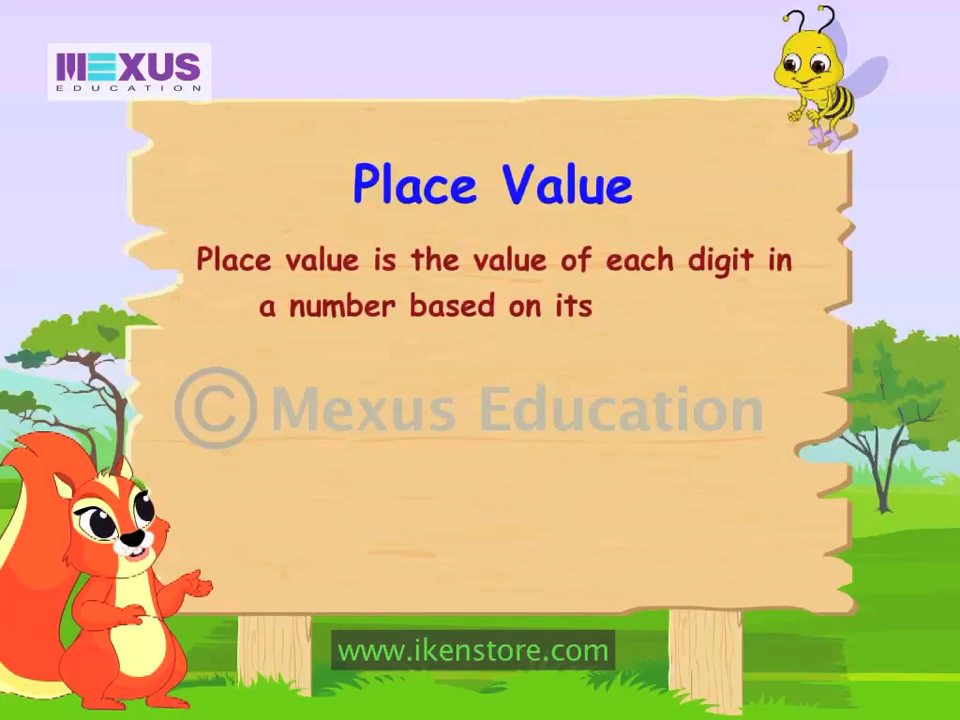 MEXUS
EDUCATION
Place Value
Place value is the value of each digit in
a number based on its
© Mexus Education
www.ikenstore.com